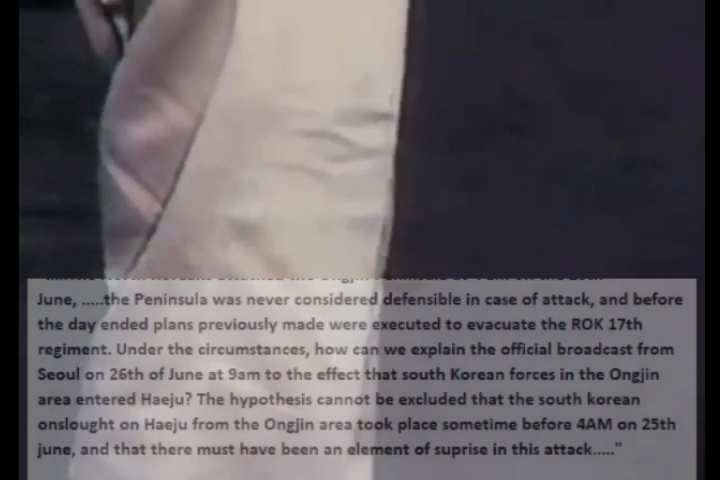 June, .....the Peninsula was never considered defensible in case of attack, and before
the day ended plans previously made were executed to evacuate the ROK 17th
regiment. Under the circumstances, how can we explain the official broadcast from
Seoul on 26th of June at 9am to the effect that south Korean forces in the Ongjin
area entered Haeju? The hypothesis cannot be excluded that the south korean
onslought on Haeju from the Ongjin area took place sometime before 4AM on 25th
june, and that there must have been an element of suprise in this attack....."